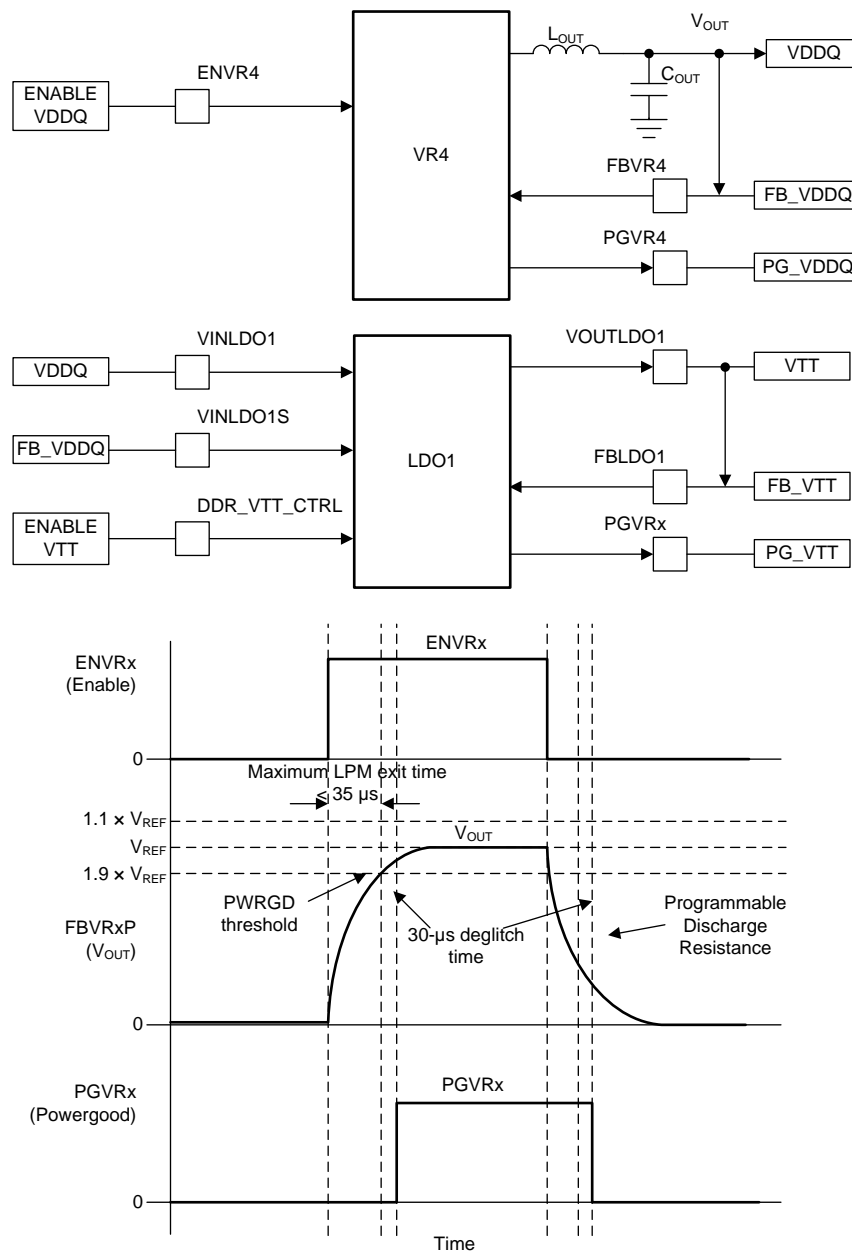 ENVR4
ENABLE
VDDQ
VR4
LOUT
VOUT
VDDQ
COUT
FBVR4
FB_VDDQ
PGVR4
PG_VDDQ
VINLDO1
VDDQ
VINLDO1S
FB_VDDQ
DDR_VTT_CTRL
ENABLE
VTT
LDO1
VOUTLDO1
VTT
FBLDO1
FB_VTT
PGVRx
PG_VTT
ENVRx
(Enable)
ENVRx
0
Maximum LPM exit time
< 35 µs
1.1 × VREF
VREF
1.9 × VREF
VOUT
PWRGD
threshold
FBVRxP
(VOUT)
30-µs deglitch
time
Programmable
Discharge
Resistance
0
PGVRx
(Powergood)
PGVRx
0
Time